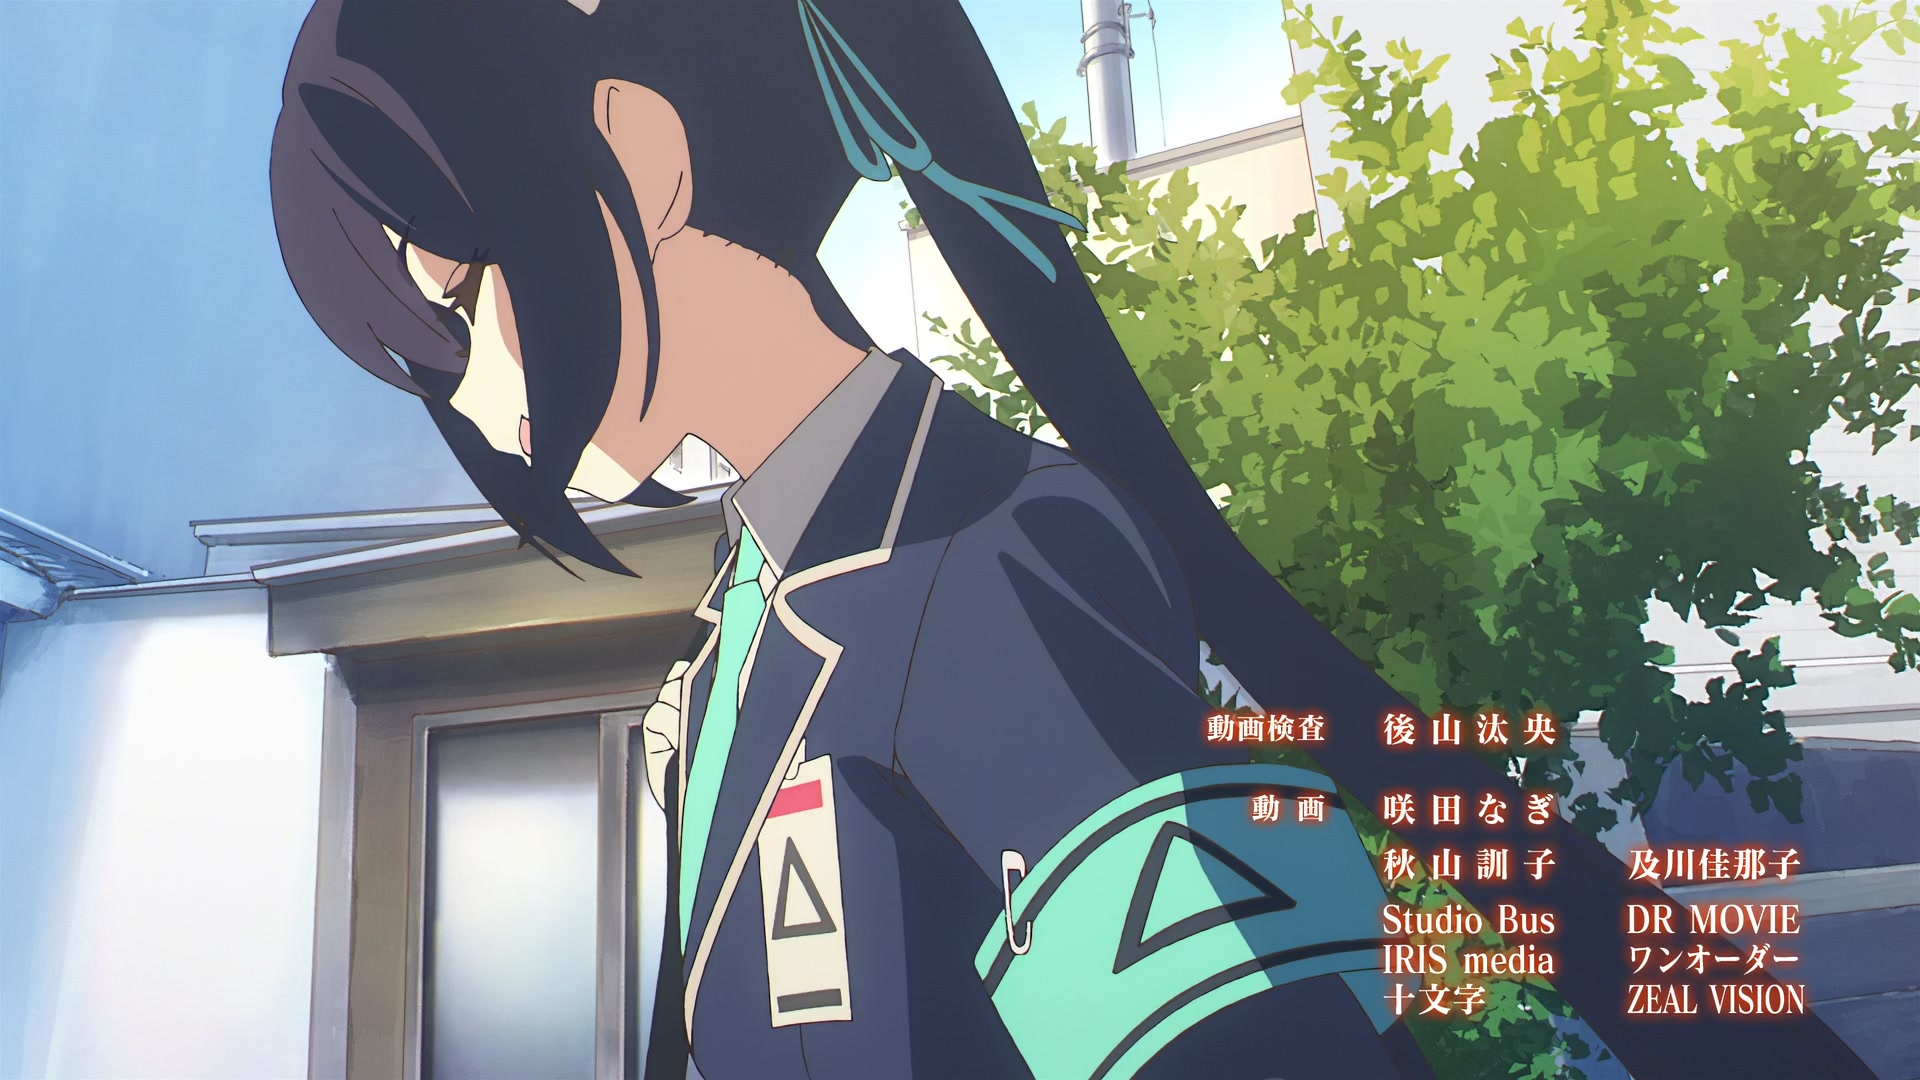 動画検査 後山汰央
動画 咲田なぎ
秋山訓子 及川佳那子
Studio Bus DR MOVIE
IRIS media ワンオーダー
十文字 ZEAL VISION